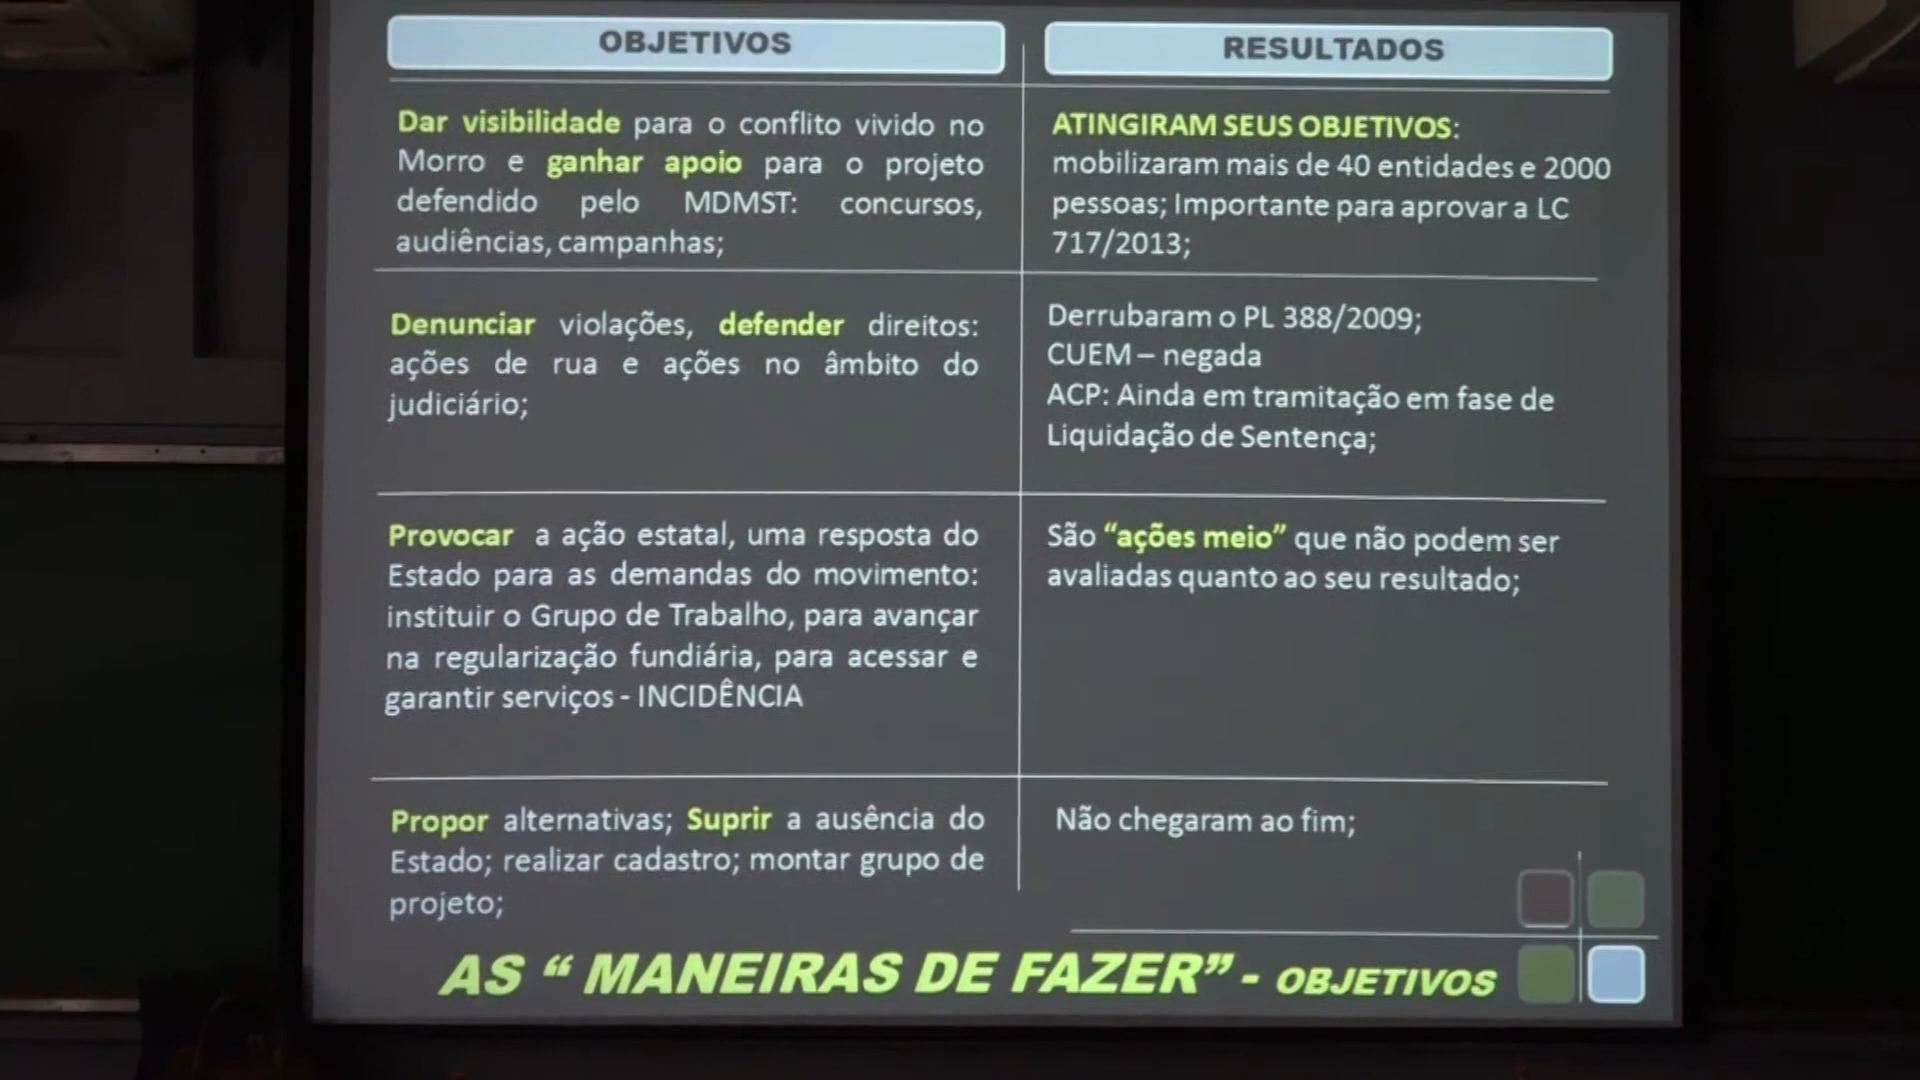 OBJETIVOS
RESULTADOS
Dar visibilidade para o conflito vivido no
Morro e ganhar apoio para o projeto
defendido pelo MDMST: concursos,
audiências, campanhas;
ATINGIRAM SEUS OBJETIVOS:
mobilizaram mais de 40 entidades e 2000
pessoas; Importante para aprovar a LC
717/2013;
Denunciar violações, defender direitos:
ações de rua e ações no âmbito do
judiciário;
Derrubaram o PL 388/2009;
CUEM – negada
ACP: Ainda em tramitação em fase de
Liquidação de Sentença;
Provocar a ação estatal, uma resposta do
Estado para as demandas do movimento:
instituir o Grupo de Trabalho, para avançar
na regularização fundiária, para acessar e
garantir serviços - INCIDÊNCIA
São “ações meio” que não podem ser
avaliadas quanto ao seu resultado;
Propor alternativas; Suprir a ausência do
Estado; realizar cadastro; montar grupo de
projeto;
Não chegaram ao fim;
AS “ MANEIRAS DE FAZER” - OBJETIVOS